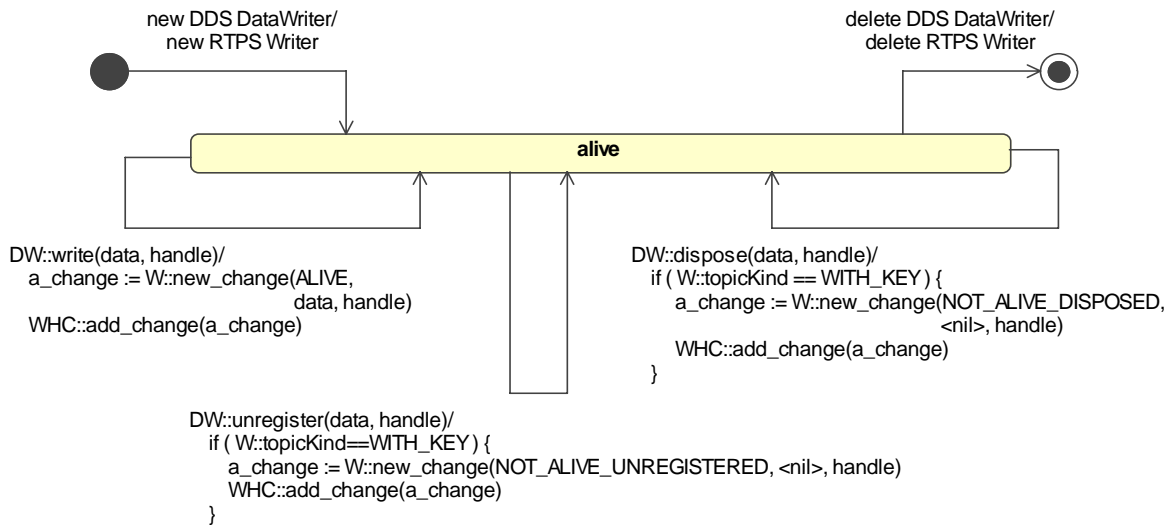 new DDS DataWriter/
new RTPS Writer
delete DDS DataWriter/
delete RTPS Writer
alive
DW::write(data, handle)/
a_change := W::new_change(ALIVE,
data, handle)
WHC::add_change(a_change)
DW::dispose(data, handle)/
if ( W::topicKind == WITH_KEY ) {
a_change := W::new_change(NOT_ALIVE_DISPOSED,
<nil>, handle)
WHC::add_change(a_change)
}
DW::unregister(data, handle)/
if ( W::topicKind==WITH_KEY ) {
a_change := W::new_change(NOT_ALIVE_UNREGISTERED, <nil>, handle)
WHC::add_change(a_change)
}